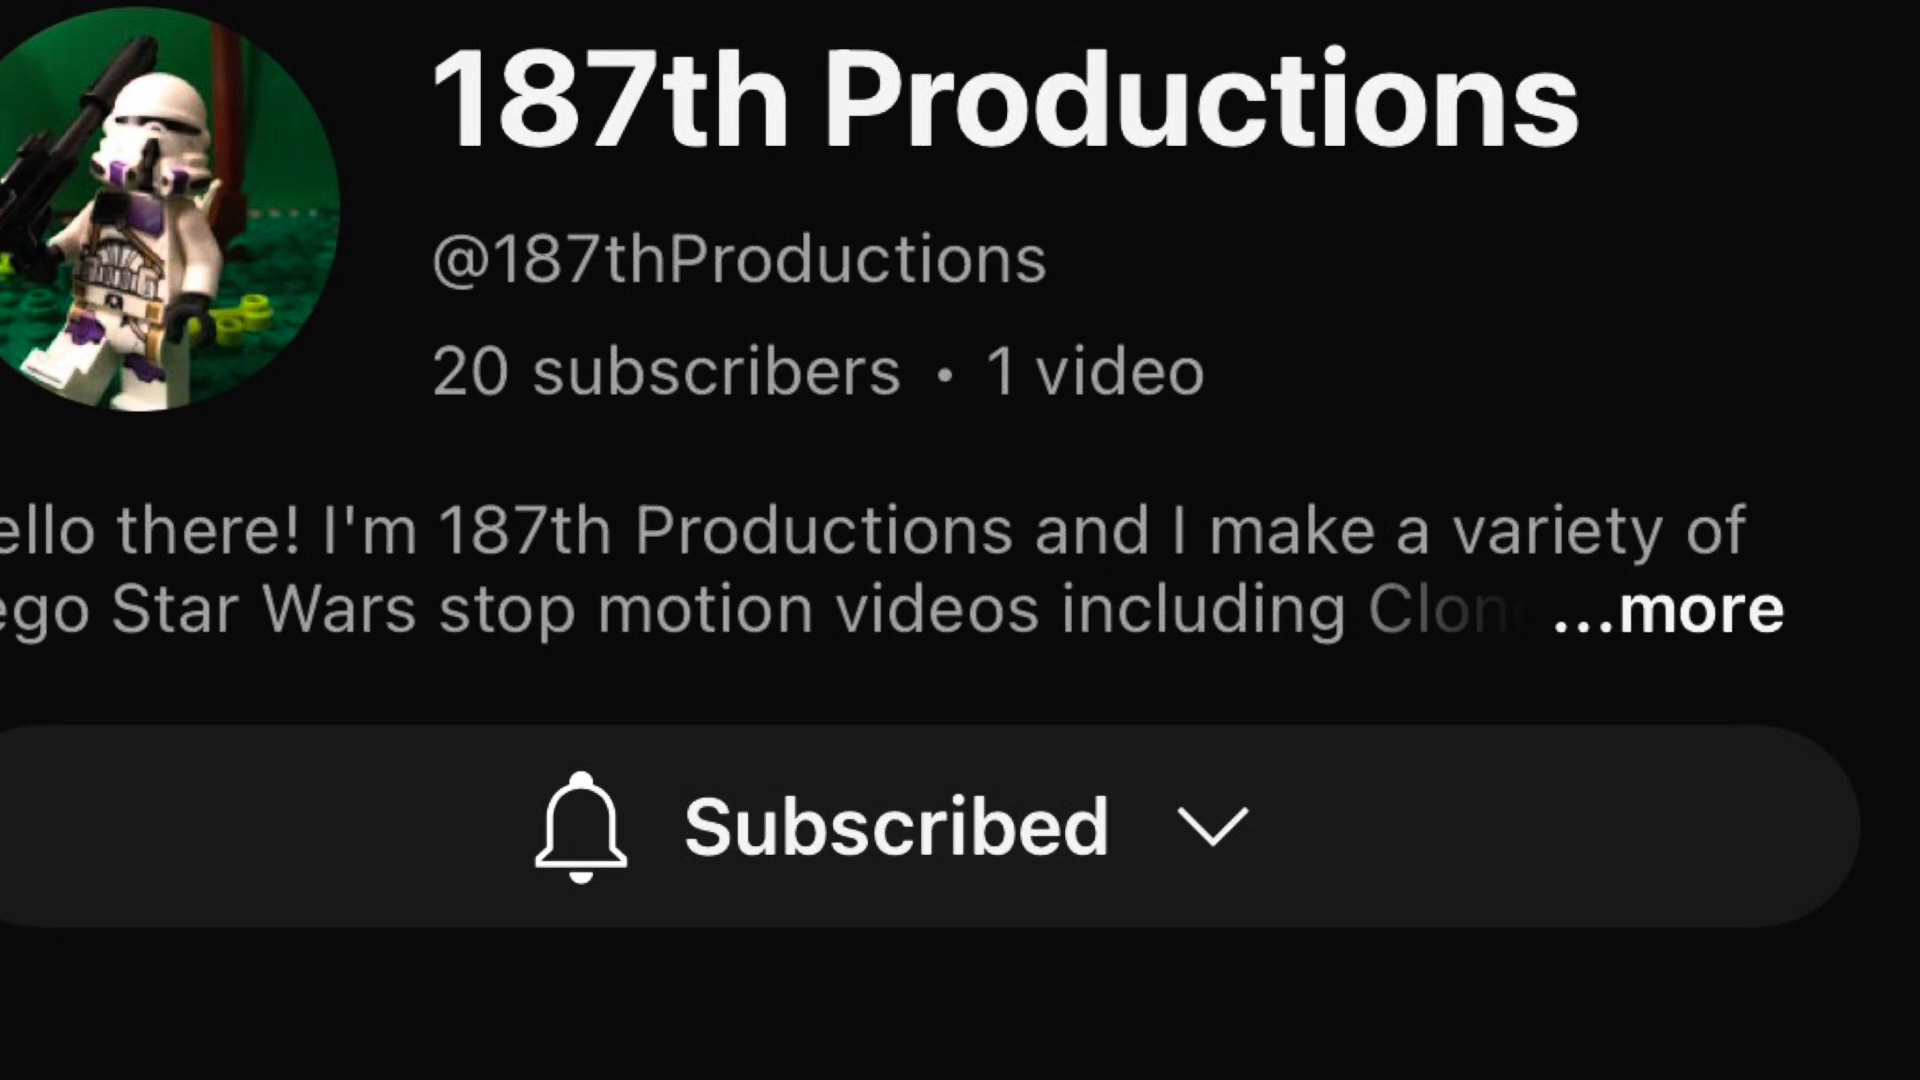 187th Productions
@187thProductions
20 subscribers • 1 video
ello there! I'm 187th Productions and I make a variety of
ego Star Wars stop motion videos including Clon ...more
Subscribed